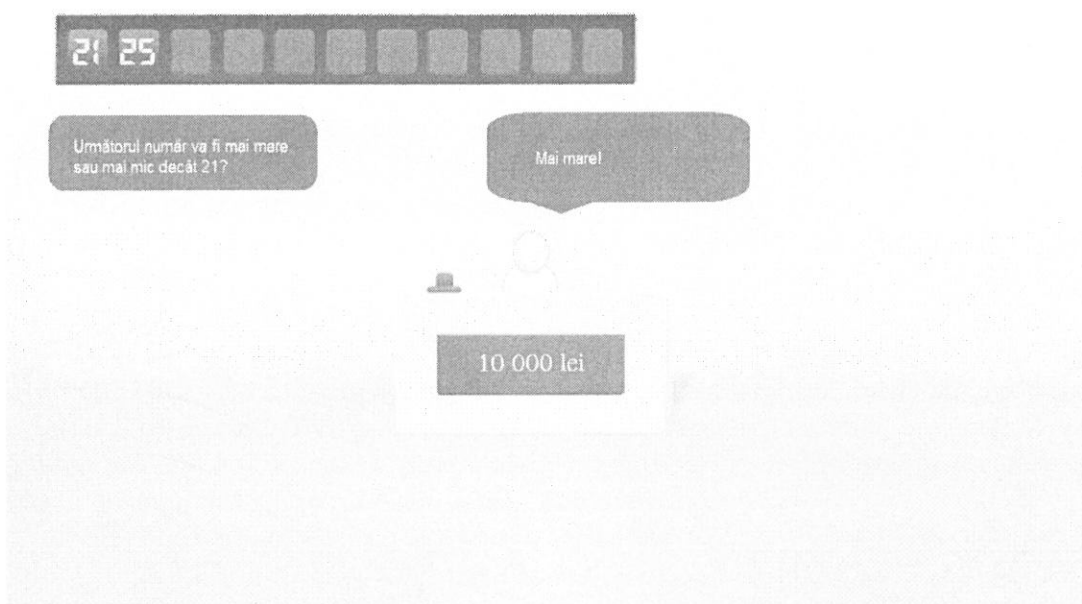 21 25
Următorul număr va fi mai mare
sau mai mic decât 21?
Mai mare!
10 000 lei